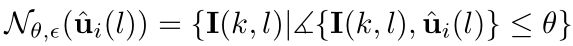 𝒩_{θ,ϵ}(û_i(l)) = {I(k, l)|∡{I(k, l), û_i(l)} ≤ θ}